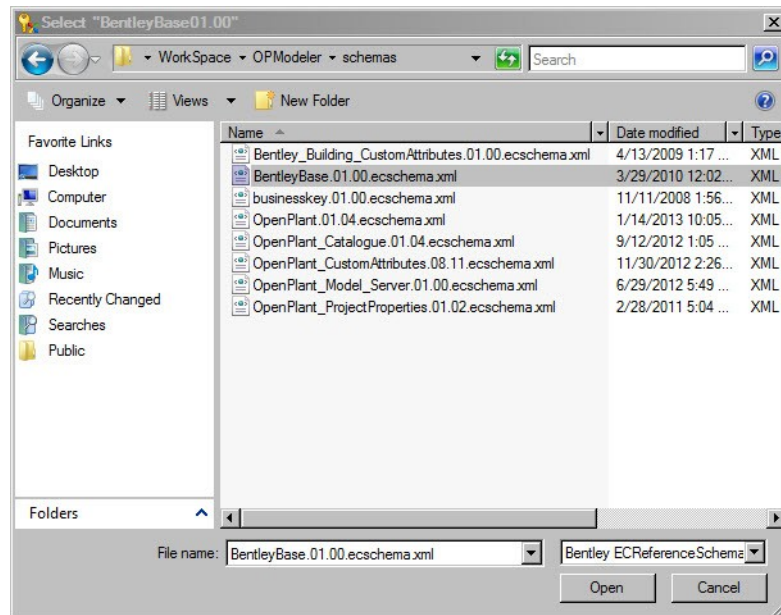 Select "BentleyBase01.00"
WorkSpace OPModeler schemas Search
Organize Views New Folder
Favorite Links
Desktop
Computer
Documents
Pictures
Music
Recently Changed
Searches
Public
Folders
Name Date modified Type
Bentley_Building_CustomAttributes.01.00.ecschema.xml 4/13/2009 1:17 ... XML
BentleyBase.01.00.ecschema.xml 3/29/2010 12:02... XML
businesskey.01.00.ecschema.xml 11/11/2008 1:56... XML
OpenPlant.01.04.ecschema.xml 1/14/2013 10:05... XML
OpenPlant_Catalogue.01.04.ecschema.xml 9/12/2012 1:05 ... XML
OpenPlant_CustomAttributes.08.11.ecschema.xml 11/30/2012 2:26... XML
OpenPlant_Model_Server.01.00.ecschema.xml 6/29/2012 5:49 ... XML
OpenPlant_ProjectProperties.01.02.ecschema.xml 2/28/2011 5:04 ... XML
File name: BentleyBase.01.00.ecschema.xml Bentley ECReferenceSchema
Open Cancel